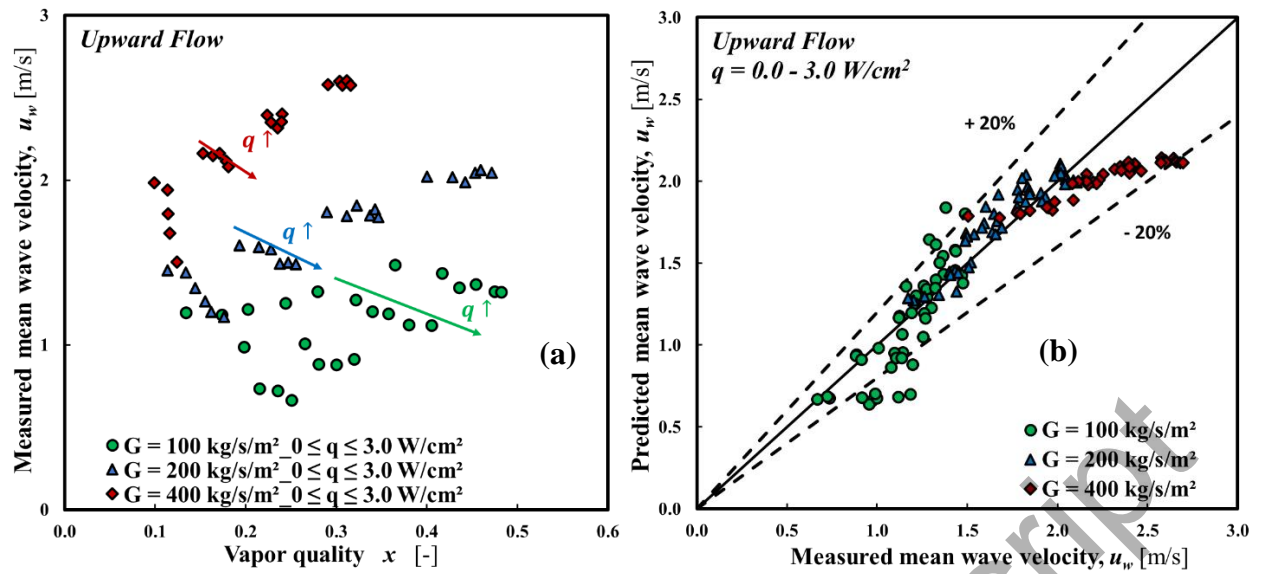 Upward Flow
q ↑
q ↑
q ↑
(a)
G = 100 kg/s/m²_0 ≤ q ≤ 3.0 W/cm²
G = 200 kg/s/m²_0 ≤ q ≤ 3.0 W/cm²
G = 400 kg/s/m²_0 ≤ q ≤ 3.0 W/cm²
Measured mean wave velocity, u_w [m/s]
3
2
1
0
0.0 0.1 0.2 0.3 0.4 0.5 0.6
Vapor quality x [-]
Upward Flow
q = 0.0 - 3.0 W/cm²
+ 20%
- 20%
(b)
G = 100 kg/s/m²
G = 200 kg/s/m²
G = 400 kg/s/m²
Predicted mean wave velocity, u_w [m/s]
3.0
2.5
2.0
1.5
1.0
0.5
0.0
0.0 0.5 1.0 1.5 2.0 2.5 3.0
Measured mean wave velocity, u_w [m/s]